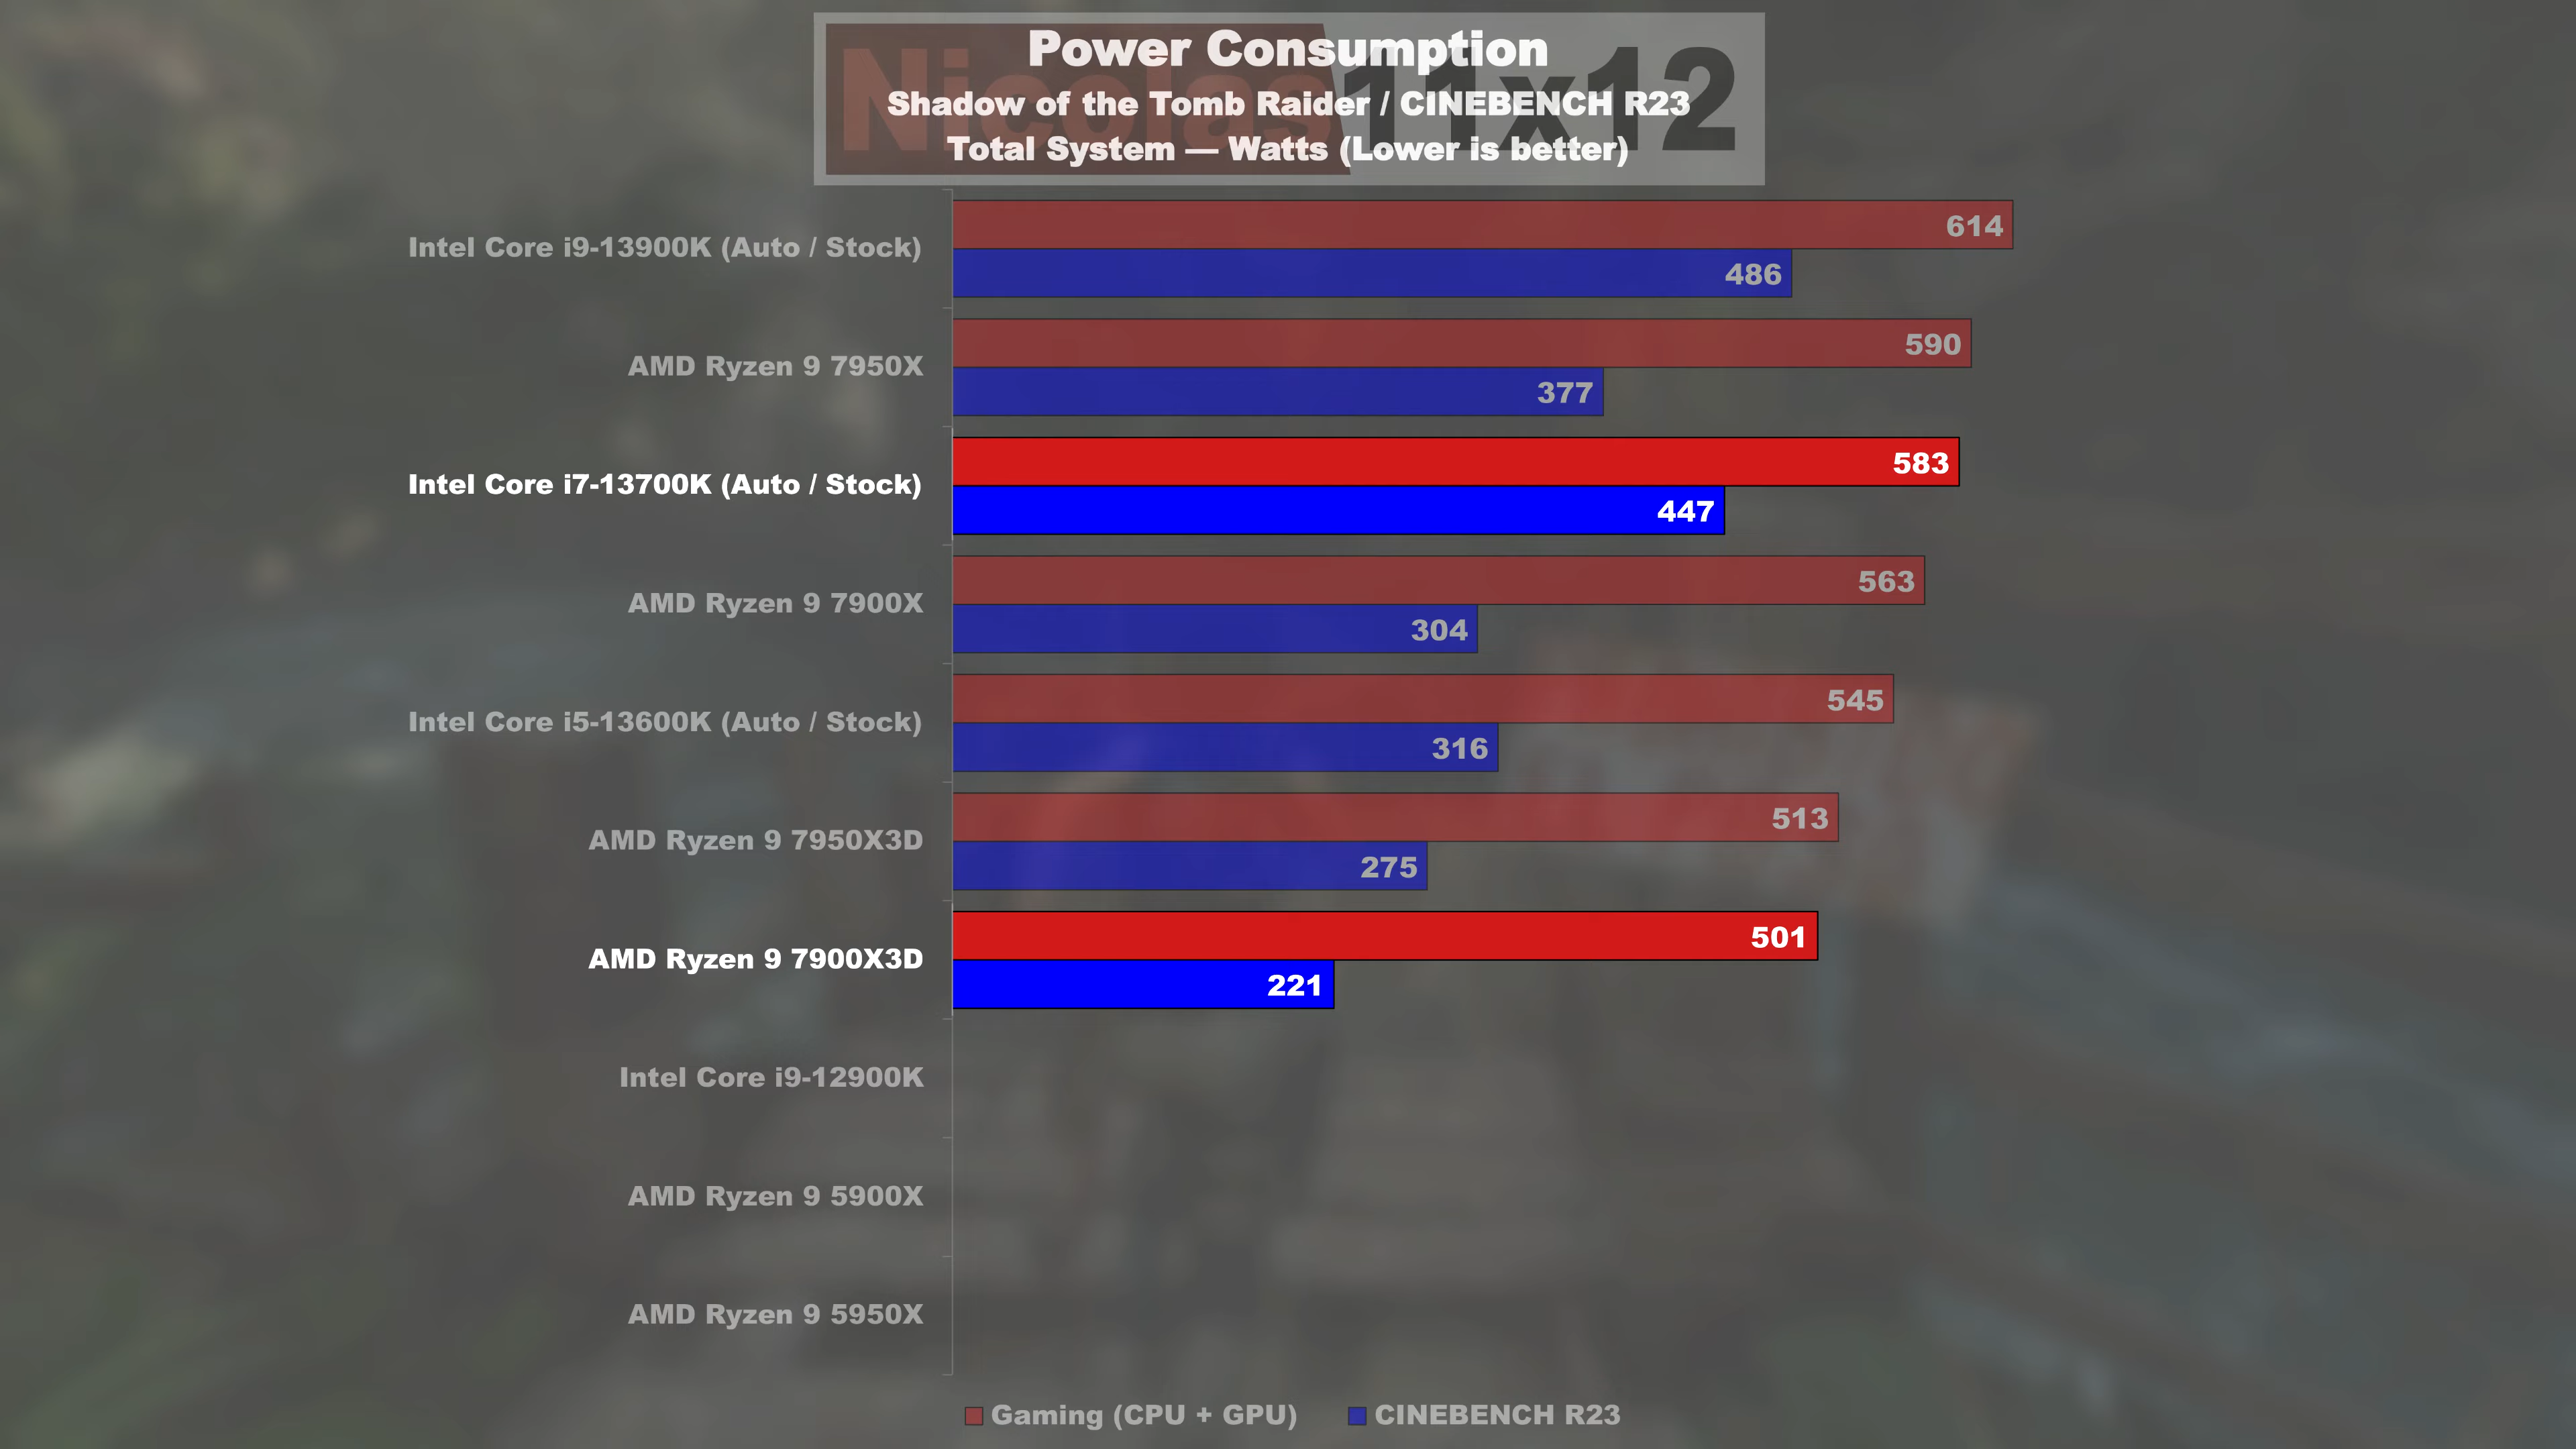 Nicolas11x12
Power Consumption
Shadow of the Tomb Raider / CINEBENCH R23
Total System — Watts (Lower is better)
Intel Core i9-13900K (Auto / Stock)
614
486
AMD Ryzen 9 7950X
590
377
Intel Core i7-13700K (Auto / Stock)
583
447
AMD Ryzen 9 7900X
563
304
Intel Core i5-13600K (Auto / Stock)
545
316
AMD Ryzen 9 7950X3D
513
275
AMD Ryzen 9 7900X3D
501
221
Intel Core i9-12900K
AMD Ryzen 9 5900X
AMD Ryzen 9 5950X
Gaming (CPU + GPU)
CINEBENCH R23